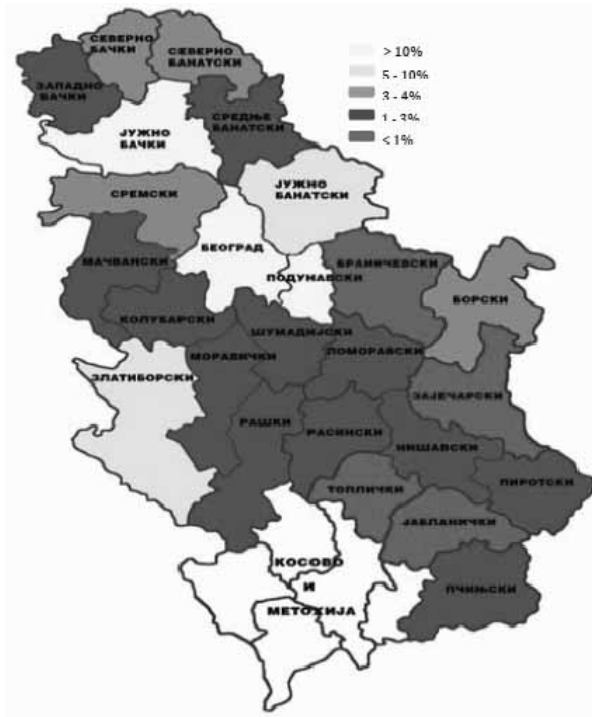 СЕВЕРНО
БАЧКИ
СЕВЕРНО
БАНАТСКИ
> 10%
5 - 10%
3 - 4%
1 - 3%
< 1%
ЗАПАДНО
БАЧКИ
СРЕДЊЕ
БАНАТСКИ
ЈУЖНО
БАЧКИ
ЈУЖНО
БАНАТСКИ
СРЕМСКИ
БЕОГРАД
МАЧВАНСКИ
ПОДУНАВСКИ
БРАНИЧЕВСКИ
БОРСКИ
КОЛУБАРСКИ
ШУМАДИЈСКИ
МОРАВИЧКИ
ПОМОРАВСКИ
ЗЛАТИБОРСКИ
ЗАЈЕЧАРСКИ
РАШКИ
РАСИНСКИ
НИШАВСКИ
ПИРОТСКИ
ТОПЛИЧКИ
ЈАБЛАНИЧКИ
КОСОВО
И
МЕТОХИЈА
ПЧИЊСКИ